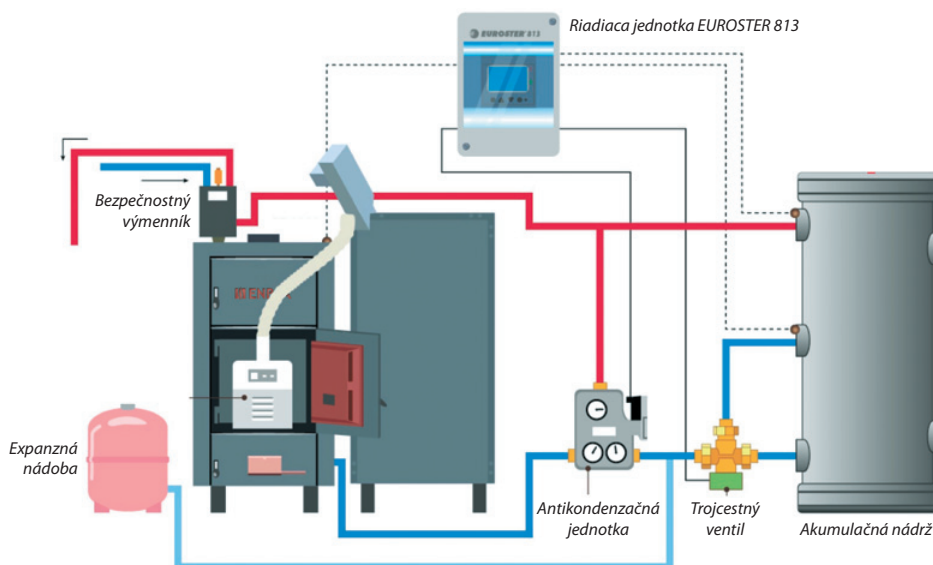 Riadiaca jednotka EUROSTER 813
EUROSTER 813
Bezpečnostný
výmenník
Expanzná
nádoba
Antikondenzačná
jednotka
Trojcestný
ventil
Akumulačná nádrž